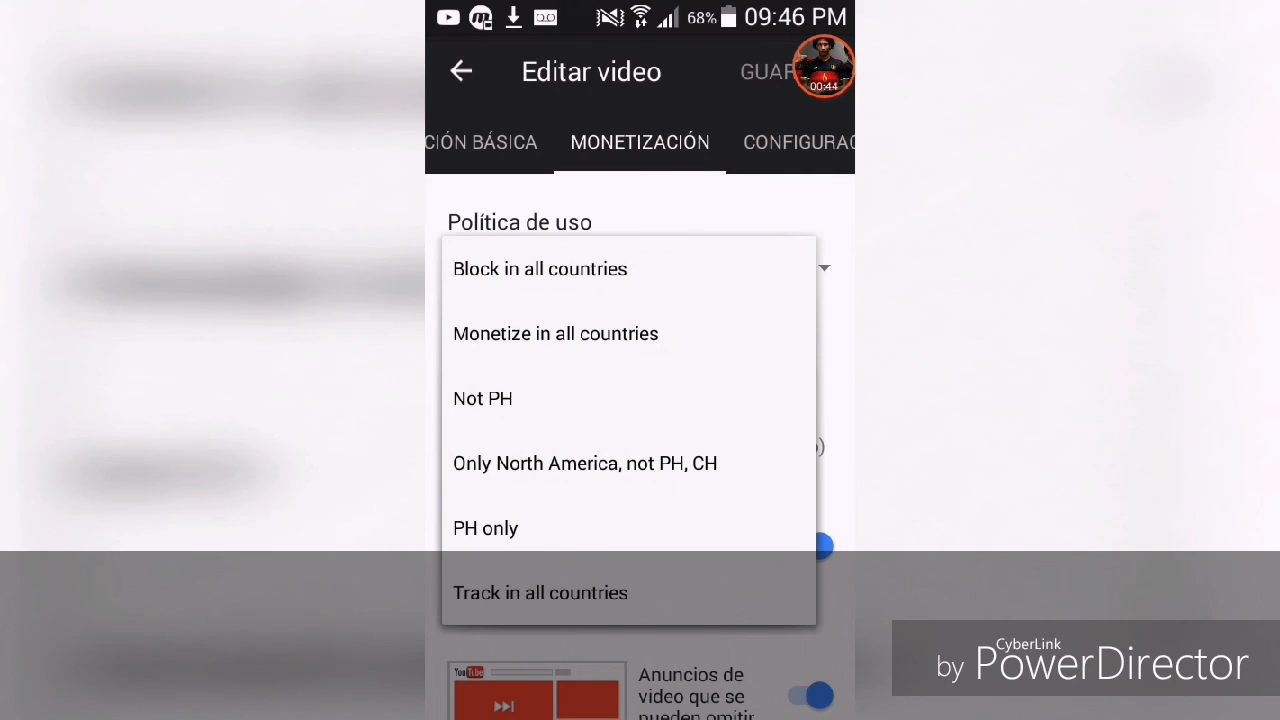 68% 09:46 PM
Editar video GUAR
00:44
CIÓN BÁSICA MONETIZACIÓN CONFIGURAC
Política de uso
Block in all countries
Monetize in all countries
Not PH
Only North America, not PH, CH
PH only
Track in all countries
YouTube
Anuncios de
video que se
pueden omitir
CyberLink
by PowerDirector